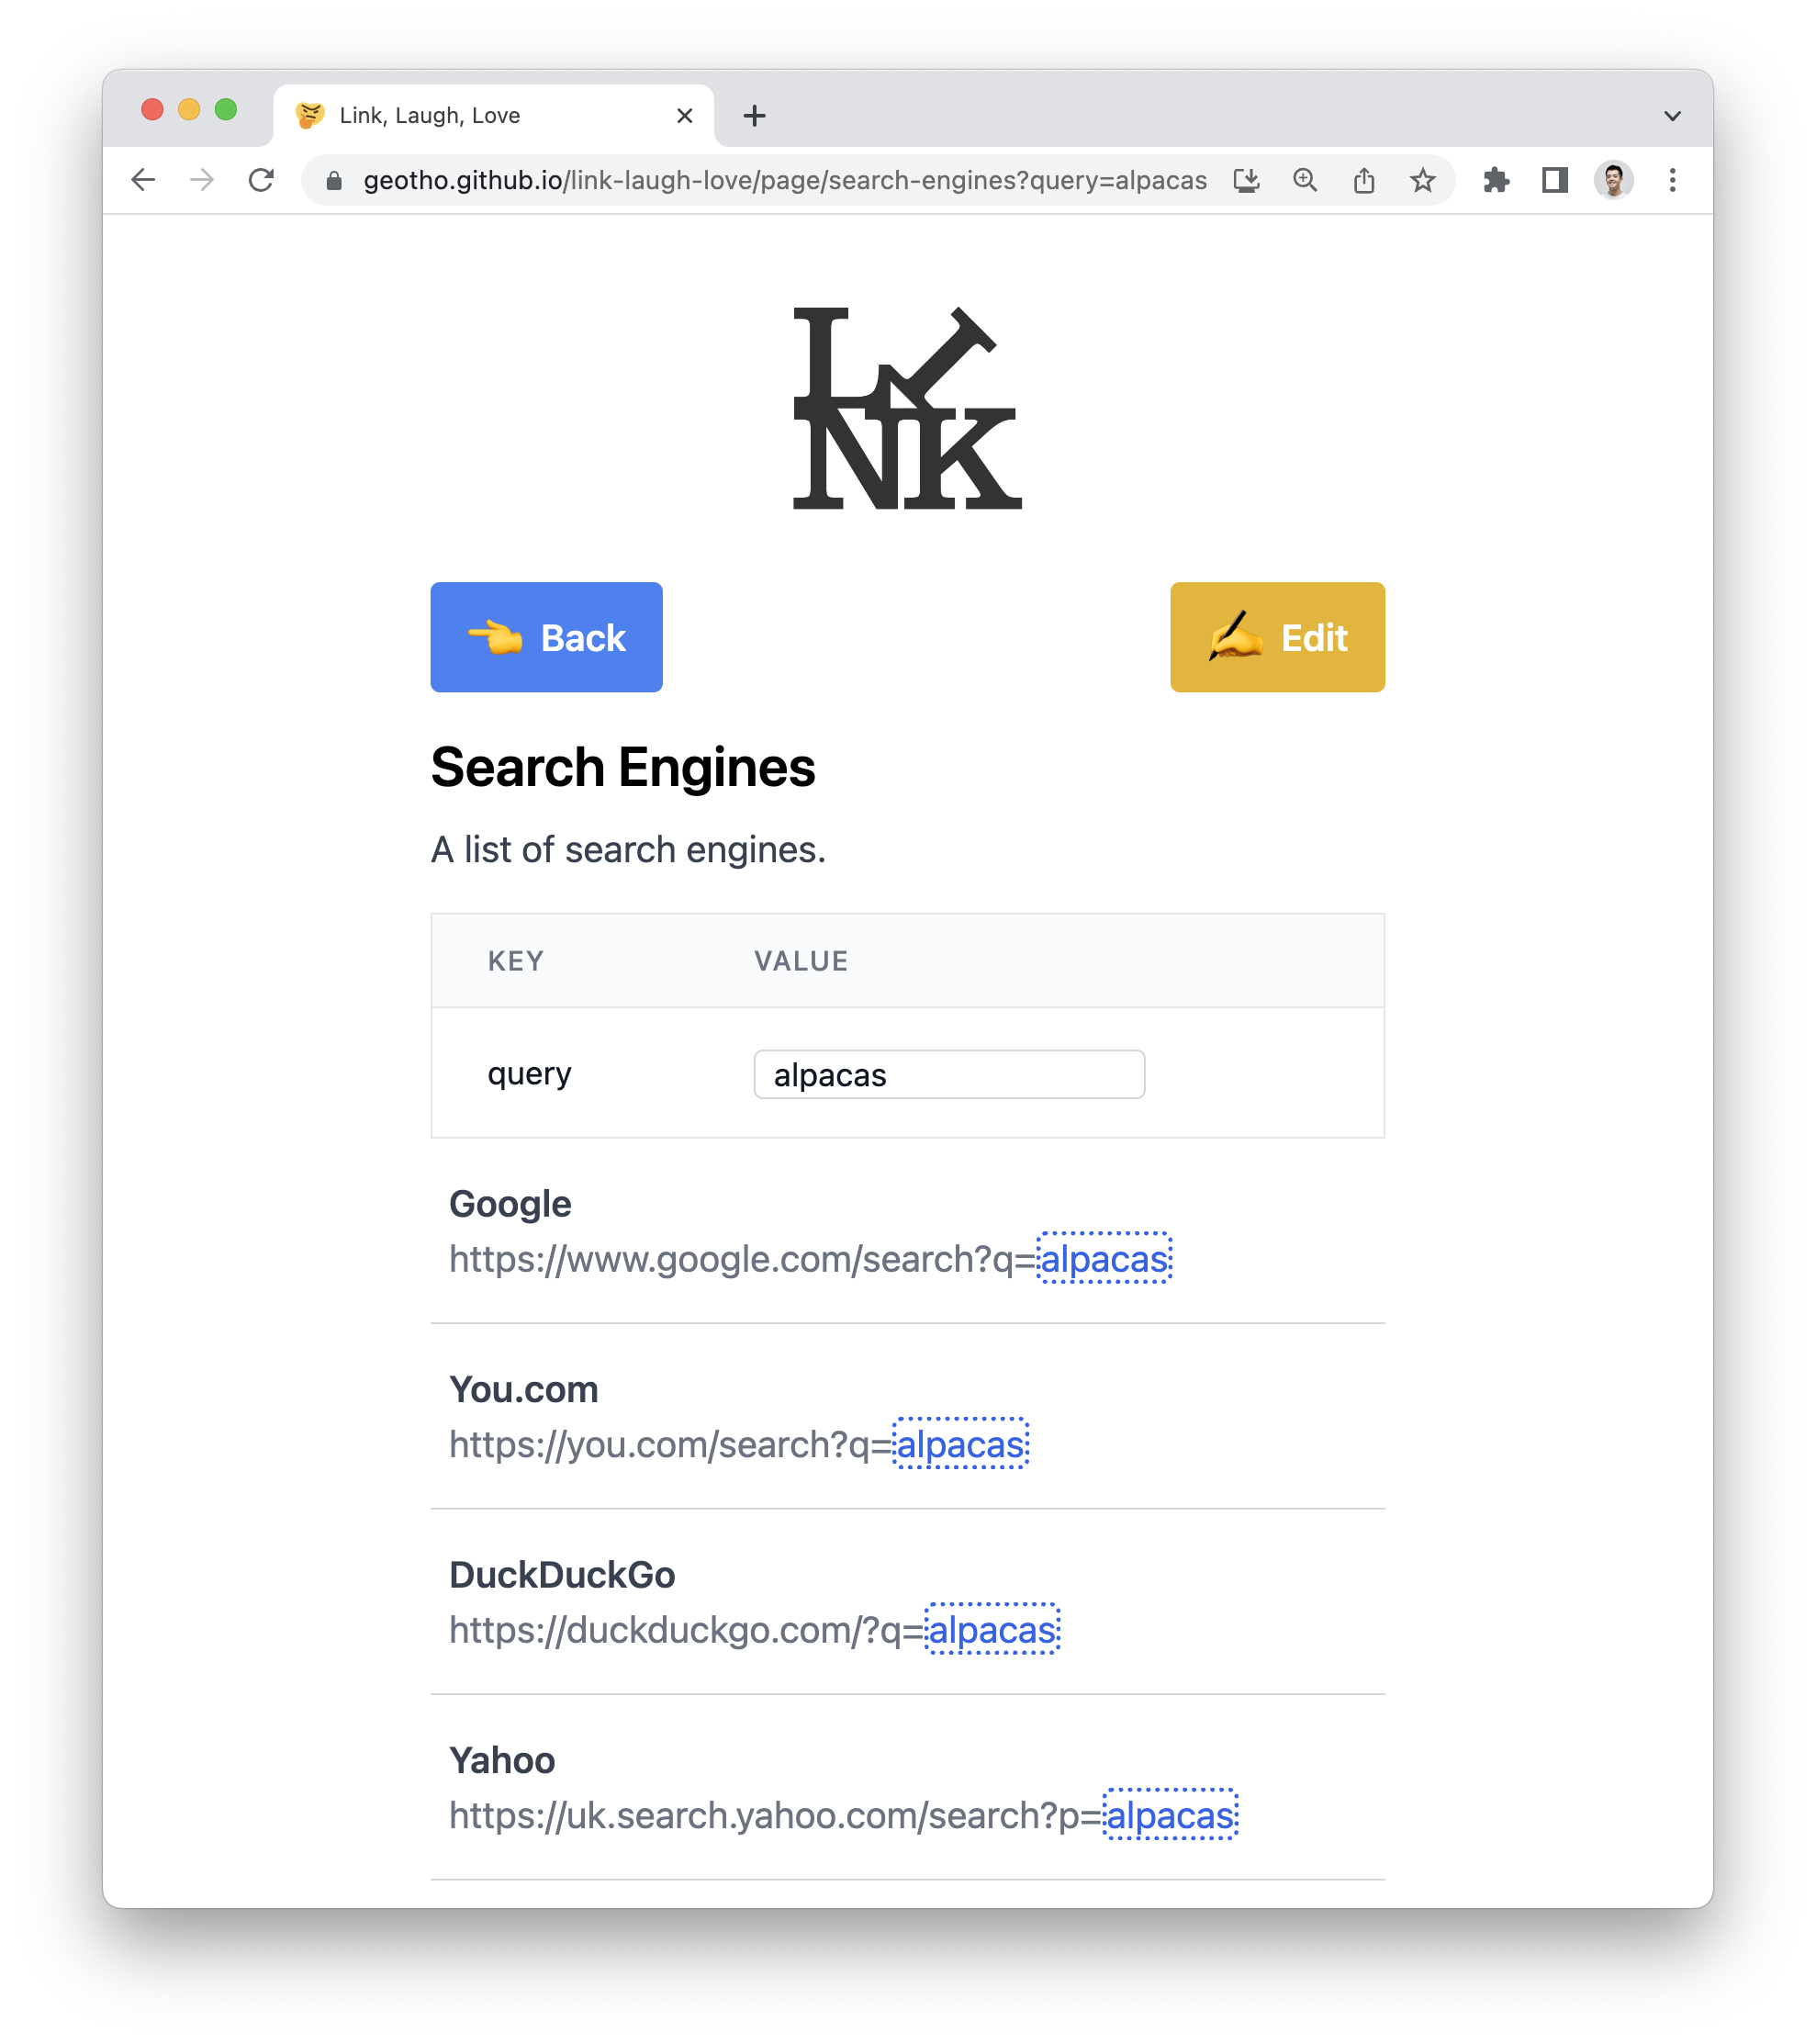 Link, Laugh, Love
geotho.github.io/link-laugh-love/page/search-engines?query=alpacas
LINK
Back
Edit
Search Engines
A list of search engines.
KEY VALUE
query alpacas
Google
https://www.google.com/search?q=alpacas
You.com
https://you.com/search?q=alpacas
DuckDuckGo
https://duckduckgo.com/?q=alpacas
Yahoo
https://uk.search.yahoo.com/search?p=alpacas